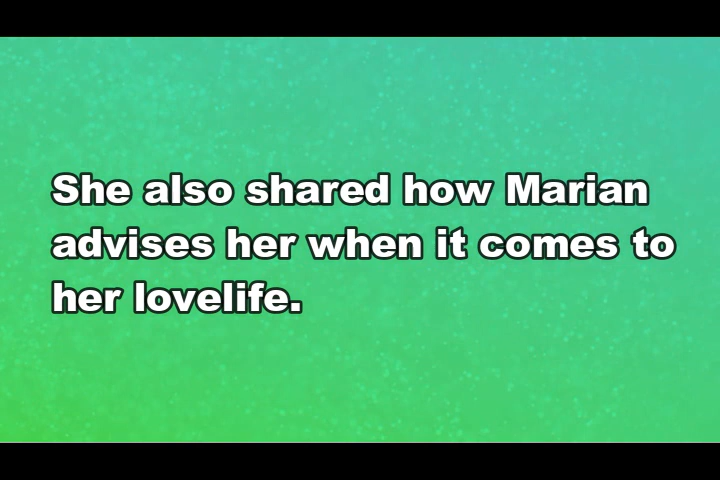 She also shared how Marian
advises her when it comes to
her lovelife.